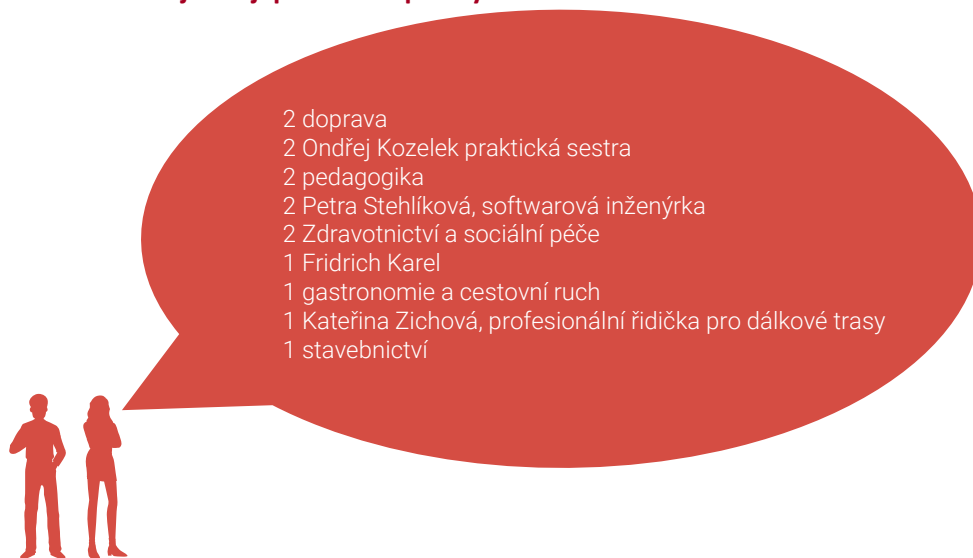 2 doprava
2 Ondřej Kozelek praktická sestra
2 pedagogika
2 Petra Stehlíková, softwarová inženýrka
2 Zdravotnictví a sociální péče
1 Fridrich Karel
1 gastronomie a cestovní ruch
1 Kateřina Zichová, profesionální řidička pro dálkové trasy
1 stavebnictví